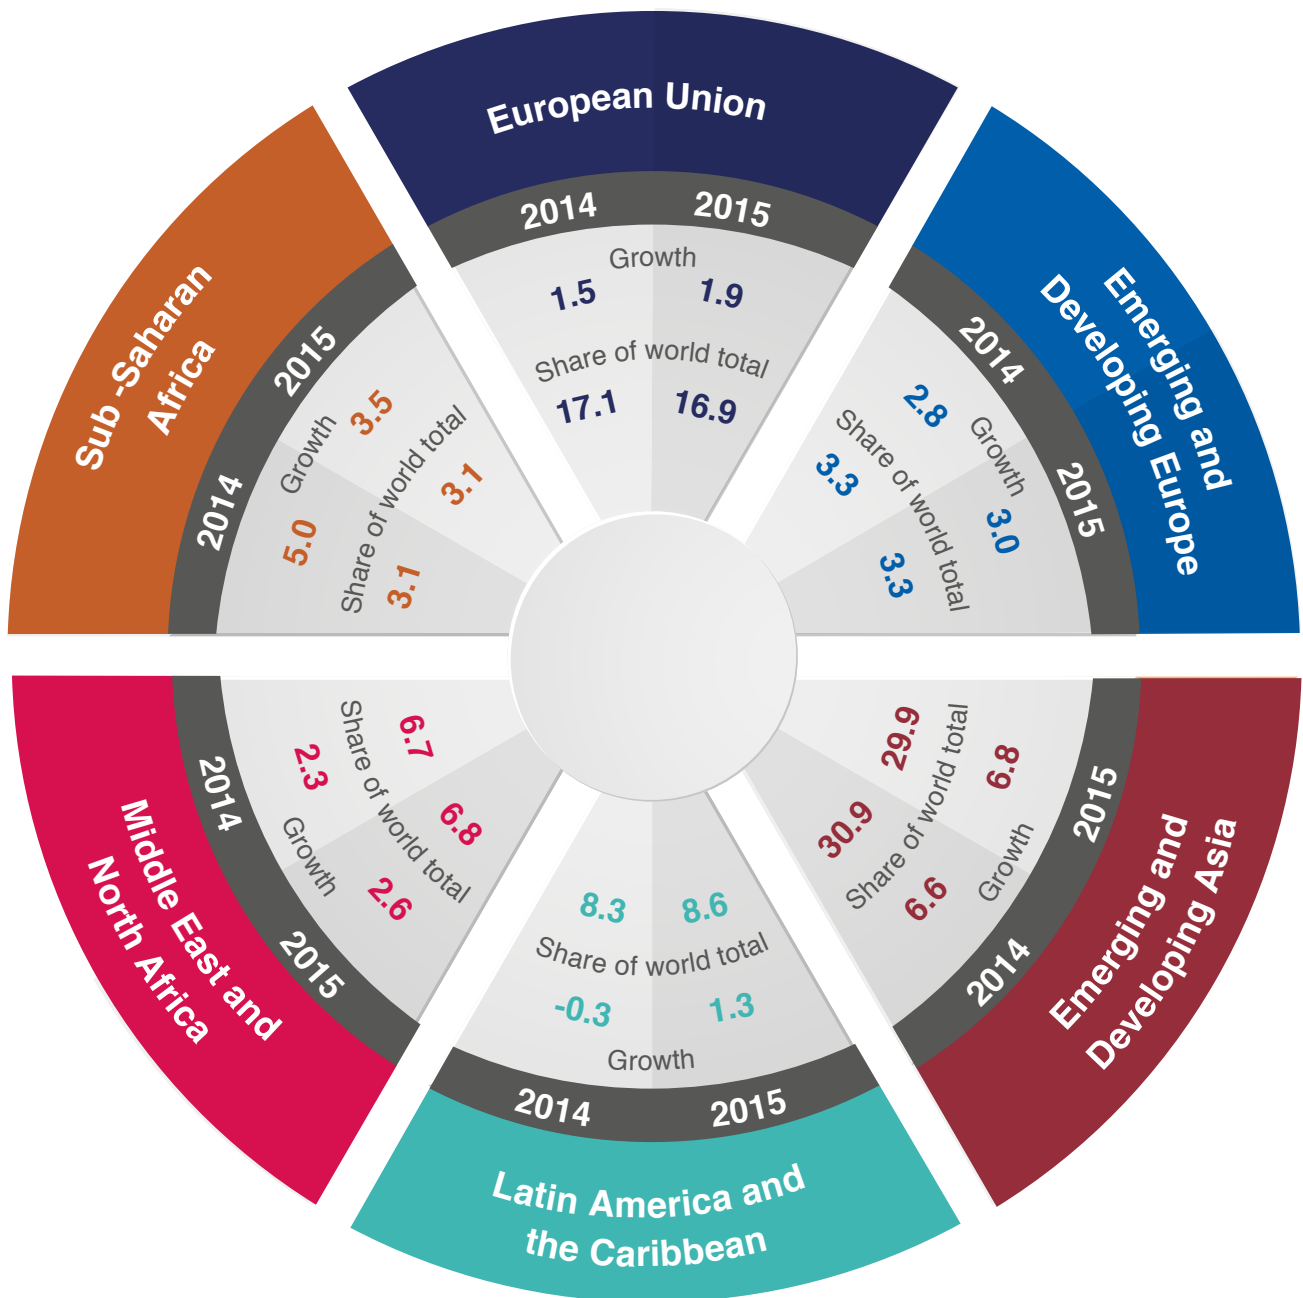 European Union
2014
2015
Growth
1.5
1.9
Share of world total
17.1
16.9
Emerging and
Developing Europe
2014
2015
Growth
2.8
3.0
Share of world total
3.3
3.3
Emerging and
Developing Asia
2015
2014
Growth
6.8
6.6
Share of world total
29.9
30.9
Latin America and
the Caribbean
2014
2015
Growth
-0.3
1.3
Share of world total
8.3
8.6
Middle East and
North Africa
2014
2015
Growth
2.3
2.6
Share of world total
6.7
6.8
Sub -Saharan
Africa
2014
2015
Growth
5.0
3.5
Share of world total
3.1
3.1